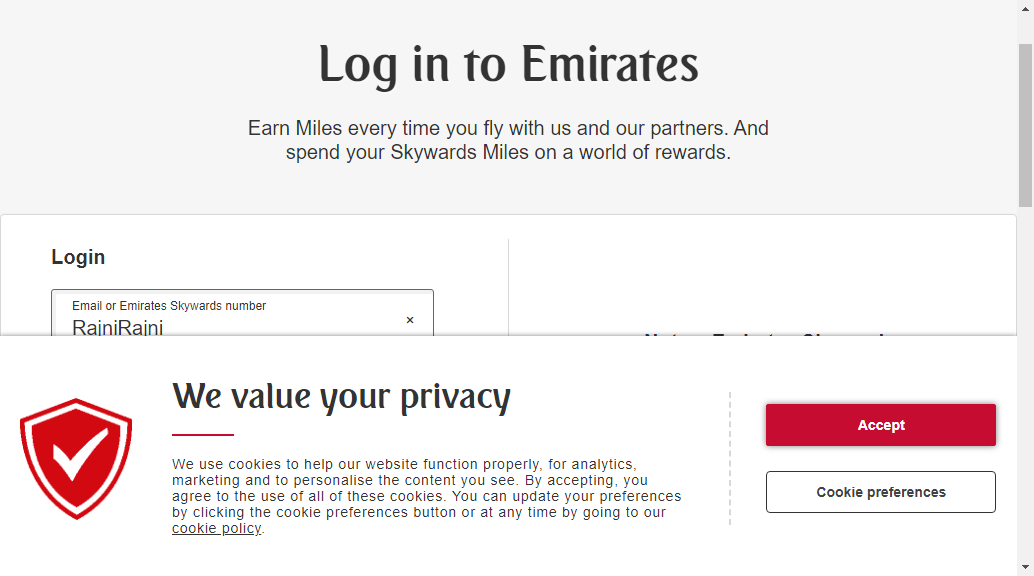 Log in to Emirates
Earn Miles every time you fly with us and our partners. And
spend your Skywards Miles on a world of rewards.
Login
Email or Emirates Skywards number
RajniRajni
×
We value your privacy
We use cookies to help our website function properly, for analytics,
marketing and to personalise the content you see. By accepting, you
agree to the use of all of these cookies. You can update your preferences
by clicking the cookie preferences button or at any time by going to our
cookie policy.
Accept
Cookie preferences